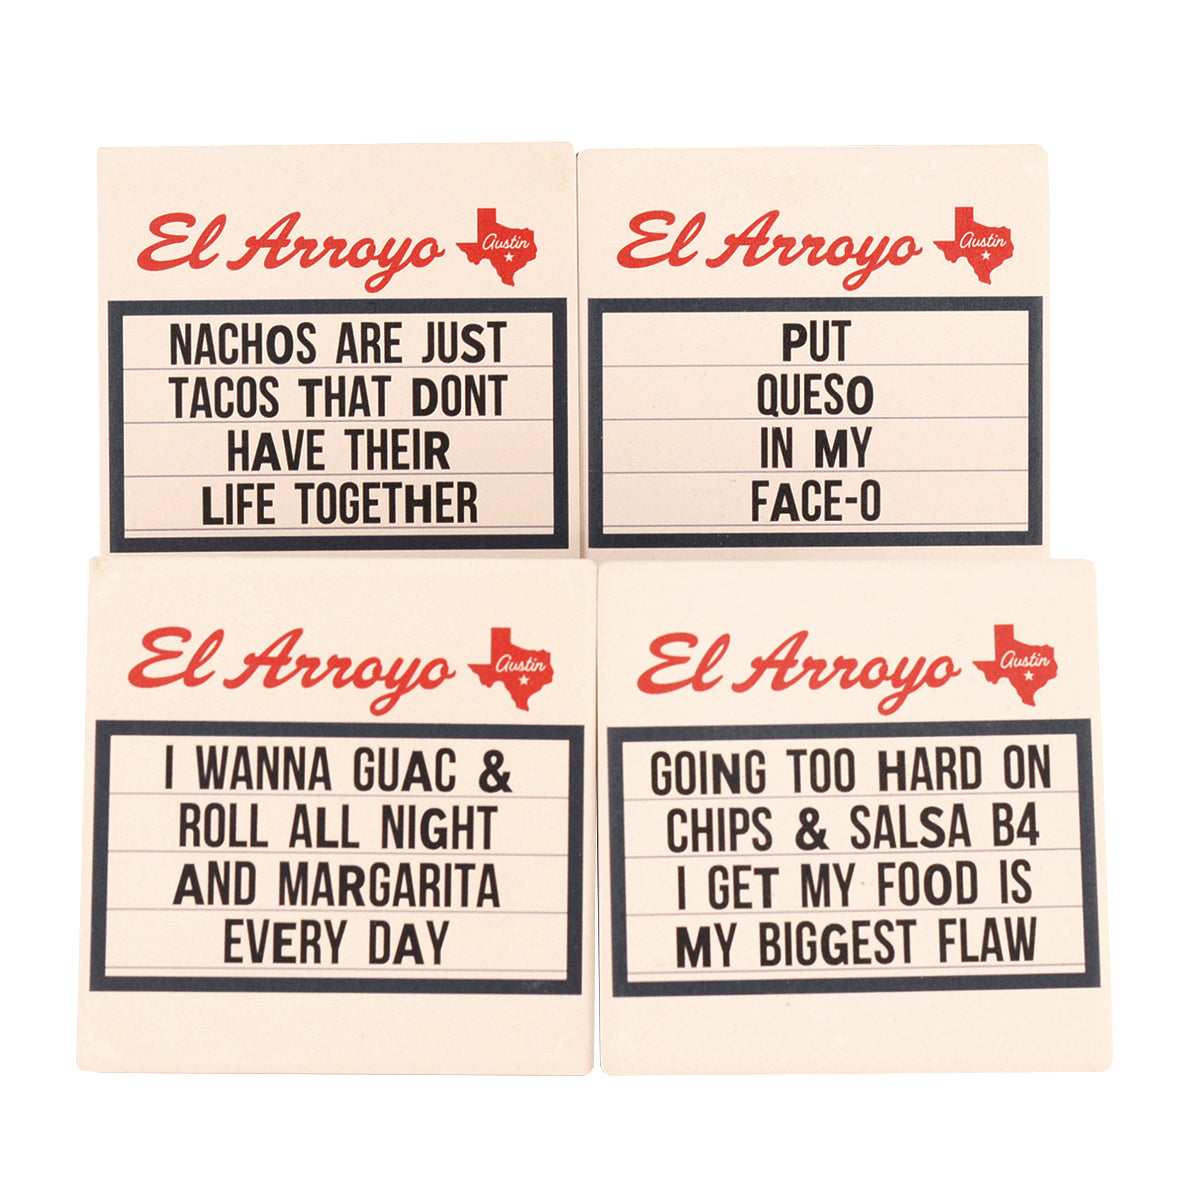 El Arroyo Austin
NACHOS ARE JUST
TACOS THAT DONT
HAVE THEIR
LIFE TOGETHER
El Arroyo Austin
PUT
QUESO
IN MY
FACE-O
El Arroyo Austin
I WANNA GUAC &
ROLL ALL NIGHT
AND MARGARITA
EVERY DAY
El Arroyo Austin
GOING TOO HARD ON
CHIPS & SALSA B4
I GET MY FOOD IS
MY BIGGEST FLAW